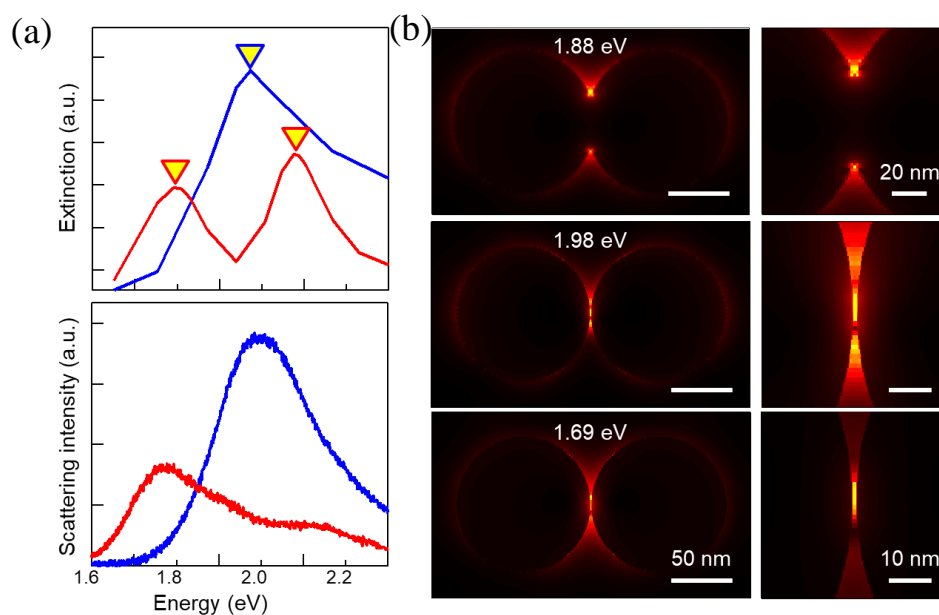 (a)
Extinction (a.u.)
Scattering intensity (a.u.)
1.6
1.8
2.0
2.2
Energy (eV)
(b)
1.88 eV
20 nm
1.98 eV
1.69 eV
50 nm
10 nm